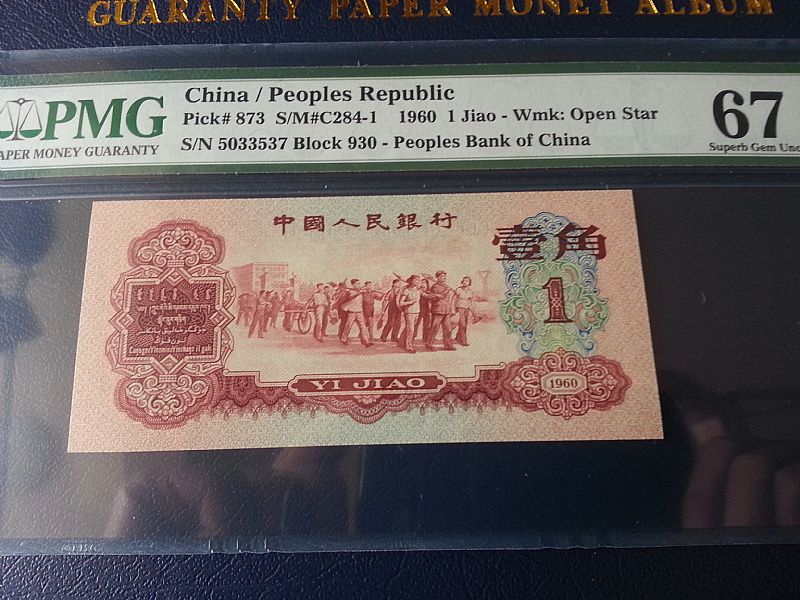 GUARANTY PAPER MONEY ALBUM
PMG
PAPER MONEY GUARANTY
China / Peoples Republic
Pick# 873 S/M#C284-1 1960 1 Jiao - Wmk: Open Star
S/N 5033537 Block 930 - Peoples Bank of China
67
Superb Gem Unc
中國人民銀行
壹角
1
YI JIAO
1960